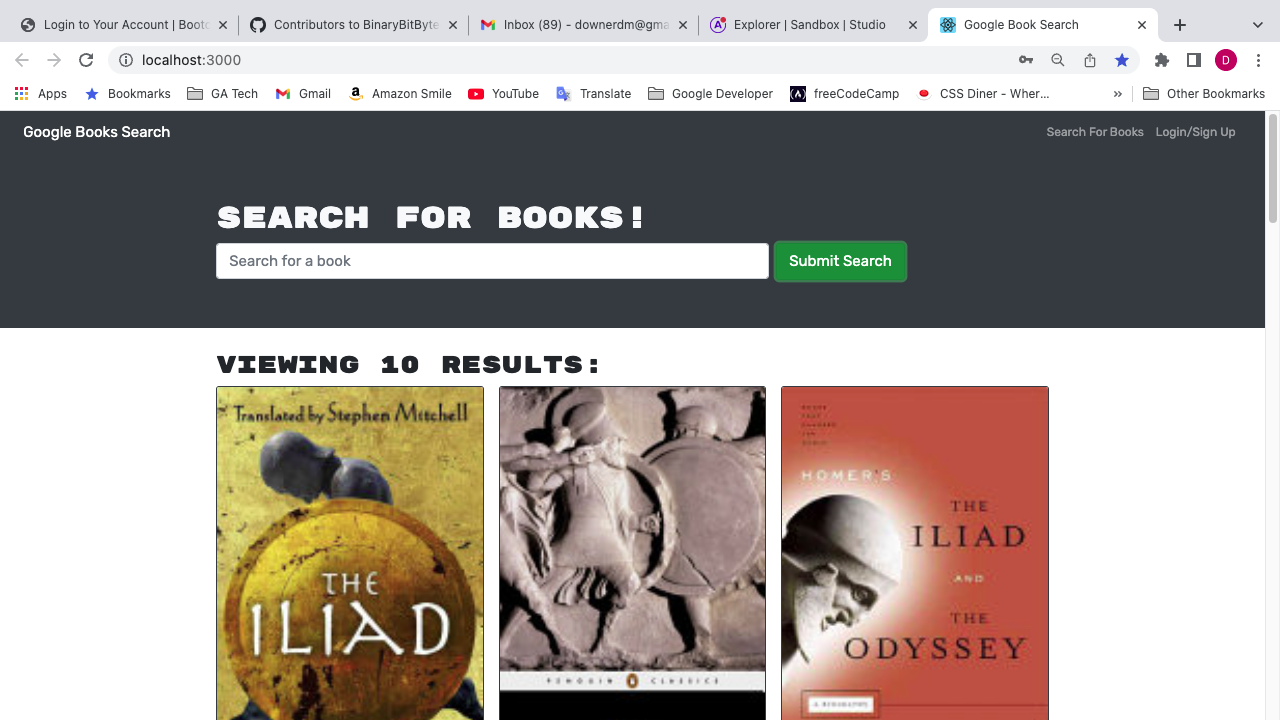 Login to Your Account | Bootc
Contributors to BinaryBitByte
Inbox (89) - downerdm@gma
Explorer | Sandbox | Studio
Google Book Search
localhost:3000
D
Apps
Bookmarks
GA Tech
Gmail
Amazon Smile
YouTube
Translate
Google Developer
freeCodeCamp
CSS Diner - Wher...
»
Other Bookmarks
Google Books Search
Search For Books
Login/Sign Up
SEARCH FOR BOOKS!
Search for a book
Submit Search
VIEWING 10 RESULTS:
Translated by Stephen Mitchell
THE
ILIAD
PENGUIN CLASSICS
HOMER'S
THE
ILIAD
AND
THE
ODYSSEY
A BIOGRAPHY